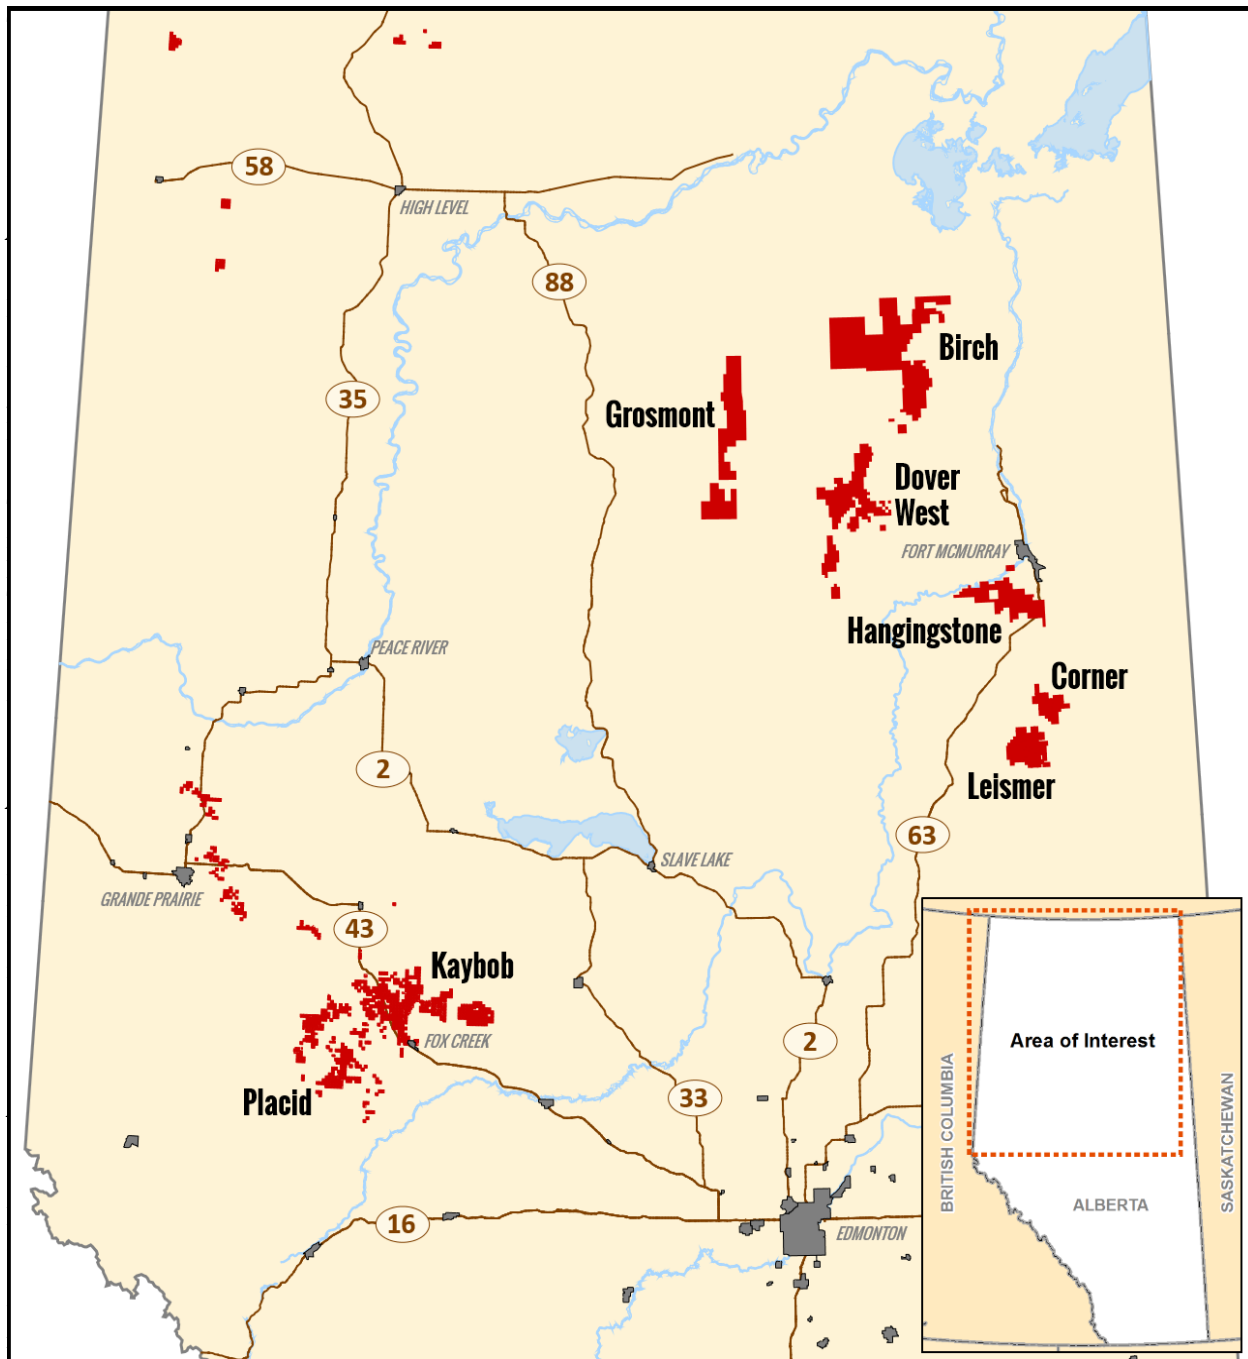 58
HIGH LEVEL
88
Birch
35
Grosmont
Dover
West
FORT MCMURRAY
Hangingstone
PEACE RIVER
Corner
2
Leismer
63
SLAVE LAKE
GRANDE PRAIRIE
43
Kaybob
FOX CREEK
2
Placid
33
16
EDMONTON
Area of Interest
BRITISH COLUMBIA
SASKATCHEWAN
ALBERTA